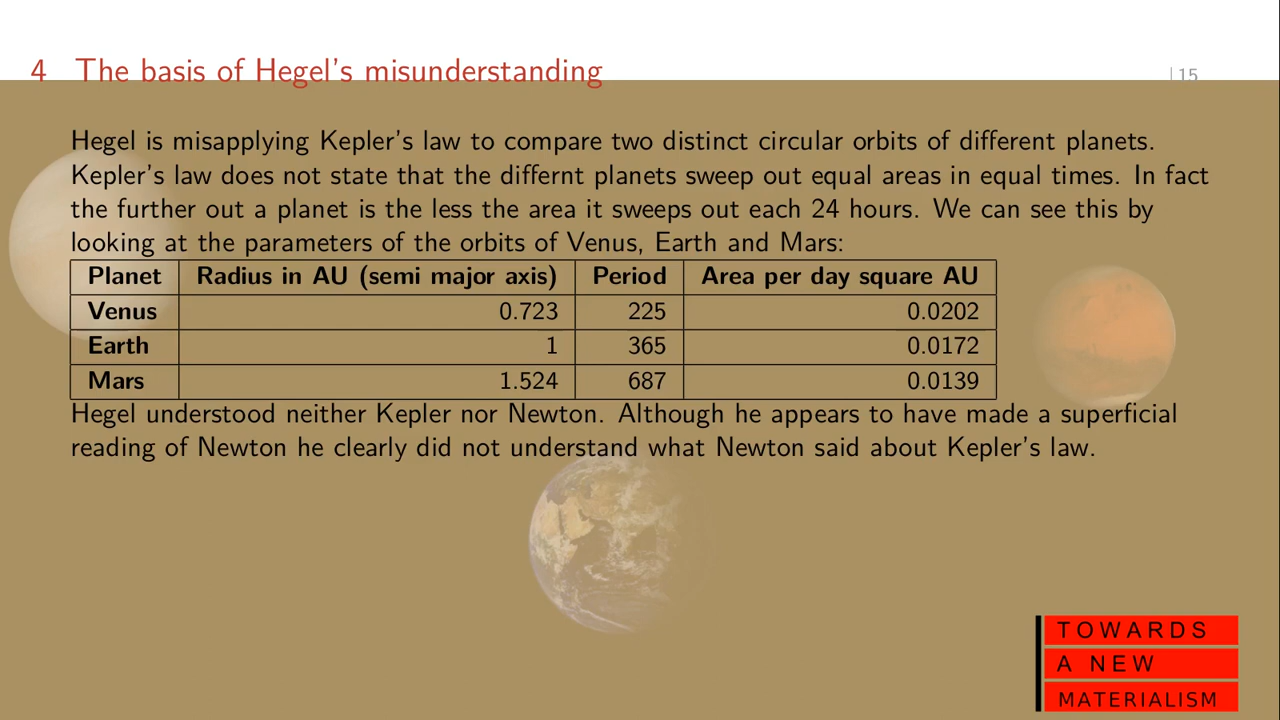 4 The basis of Hegel's misunderstanding
|15
Hegel is misapplying Kepler's law to compare two distinct circular orbits of different planets.
Kepler's law does not state that the differnt planets sweep out equal areas in equal times. In fact
the further out a planet is the less the area it sweeps out each 24 hours. We can see this by
looking at the parameters of the orbits of Venus, Earth and Mars:
Planet Radius in AU (semi major axis) Period Area per day square AU
Venus 0.723 225 0.0202
Earth 1 365 0.0172
Mars 1.524 687 0.0139
Hegel understood neither Kepler nor Newton. Although he appears to have made a superficial
reading of Newton he clearly did not understand what Newton said about Kepler's law.
TOWARDS
A NEW
MATERIALISM